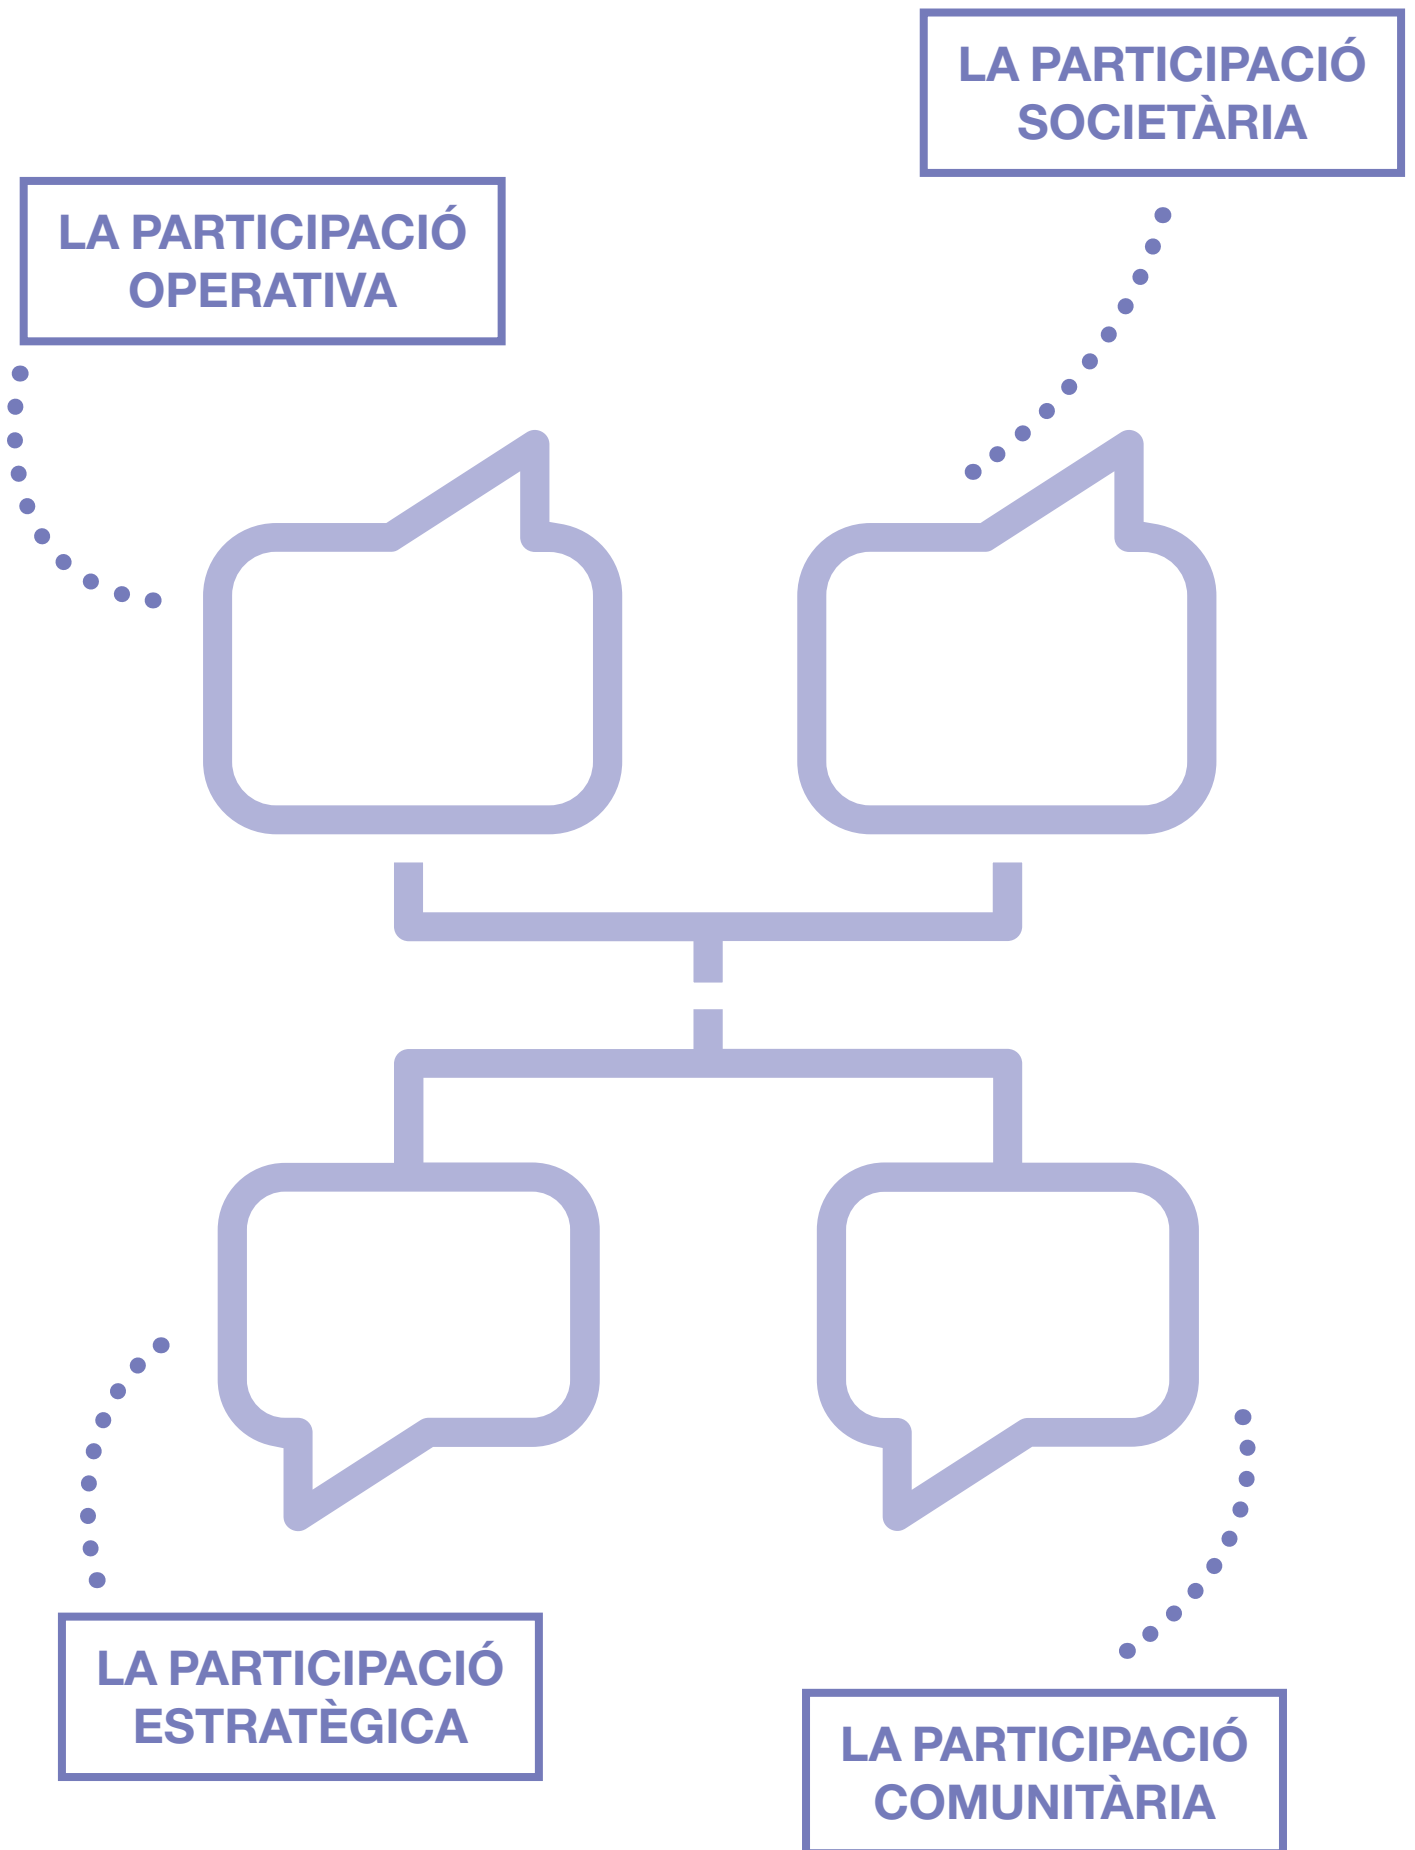 LA PARTICIPACIÓ
SOCIETÀRIA
LA PARTICIPACIÓ
OPERATIVA
LA PARTICIPACIÓ
ESTRATÈGICA
LA PARTICIPACIÓ
COMUNITÀRIA